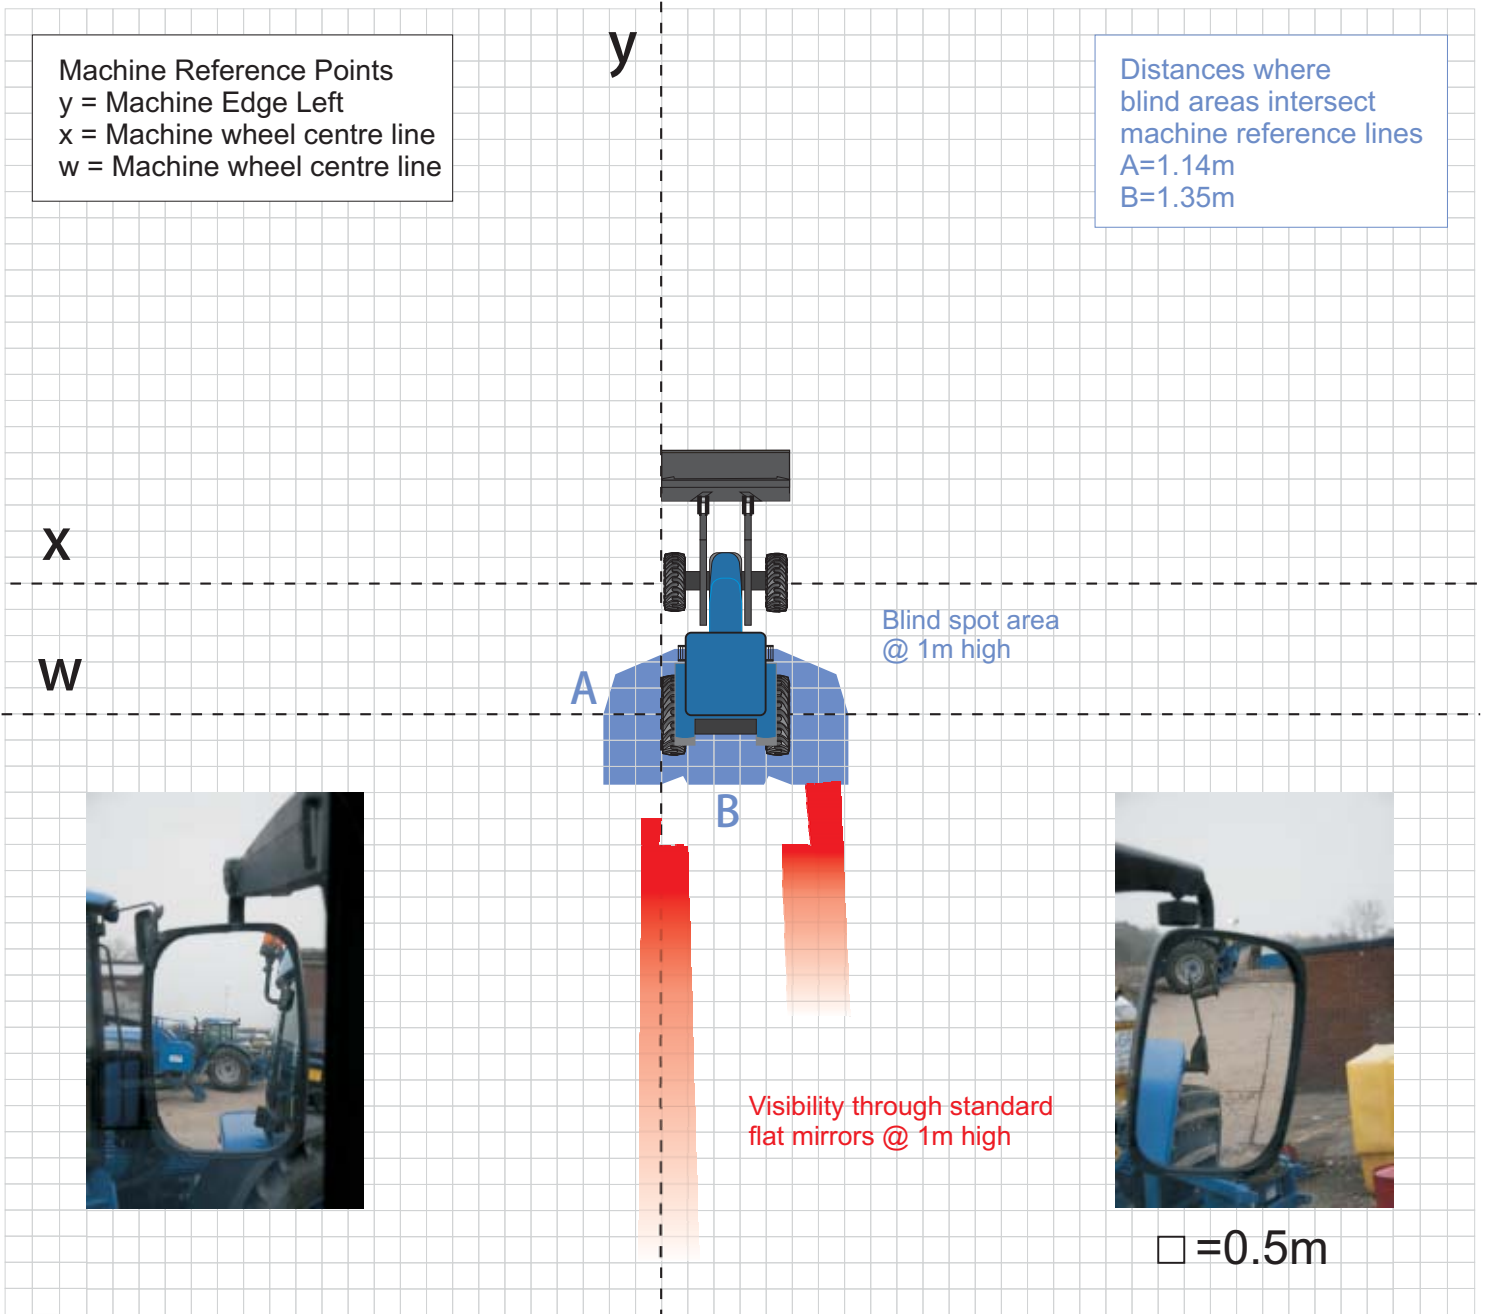 Machine Reference Points
y = Machine Edge Left
x = Machine wheel centre line
w = Machine wheel centre line
y
Distances where
blind areas intersect
machine reference lines
A=1.14m
B=1.35m
x
Blind spot area
@ 1m high
w
A
B
Visibility through standard
flat mirrors @ 1m high
□ =0.5m